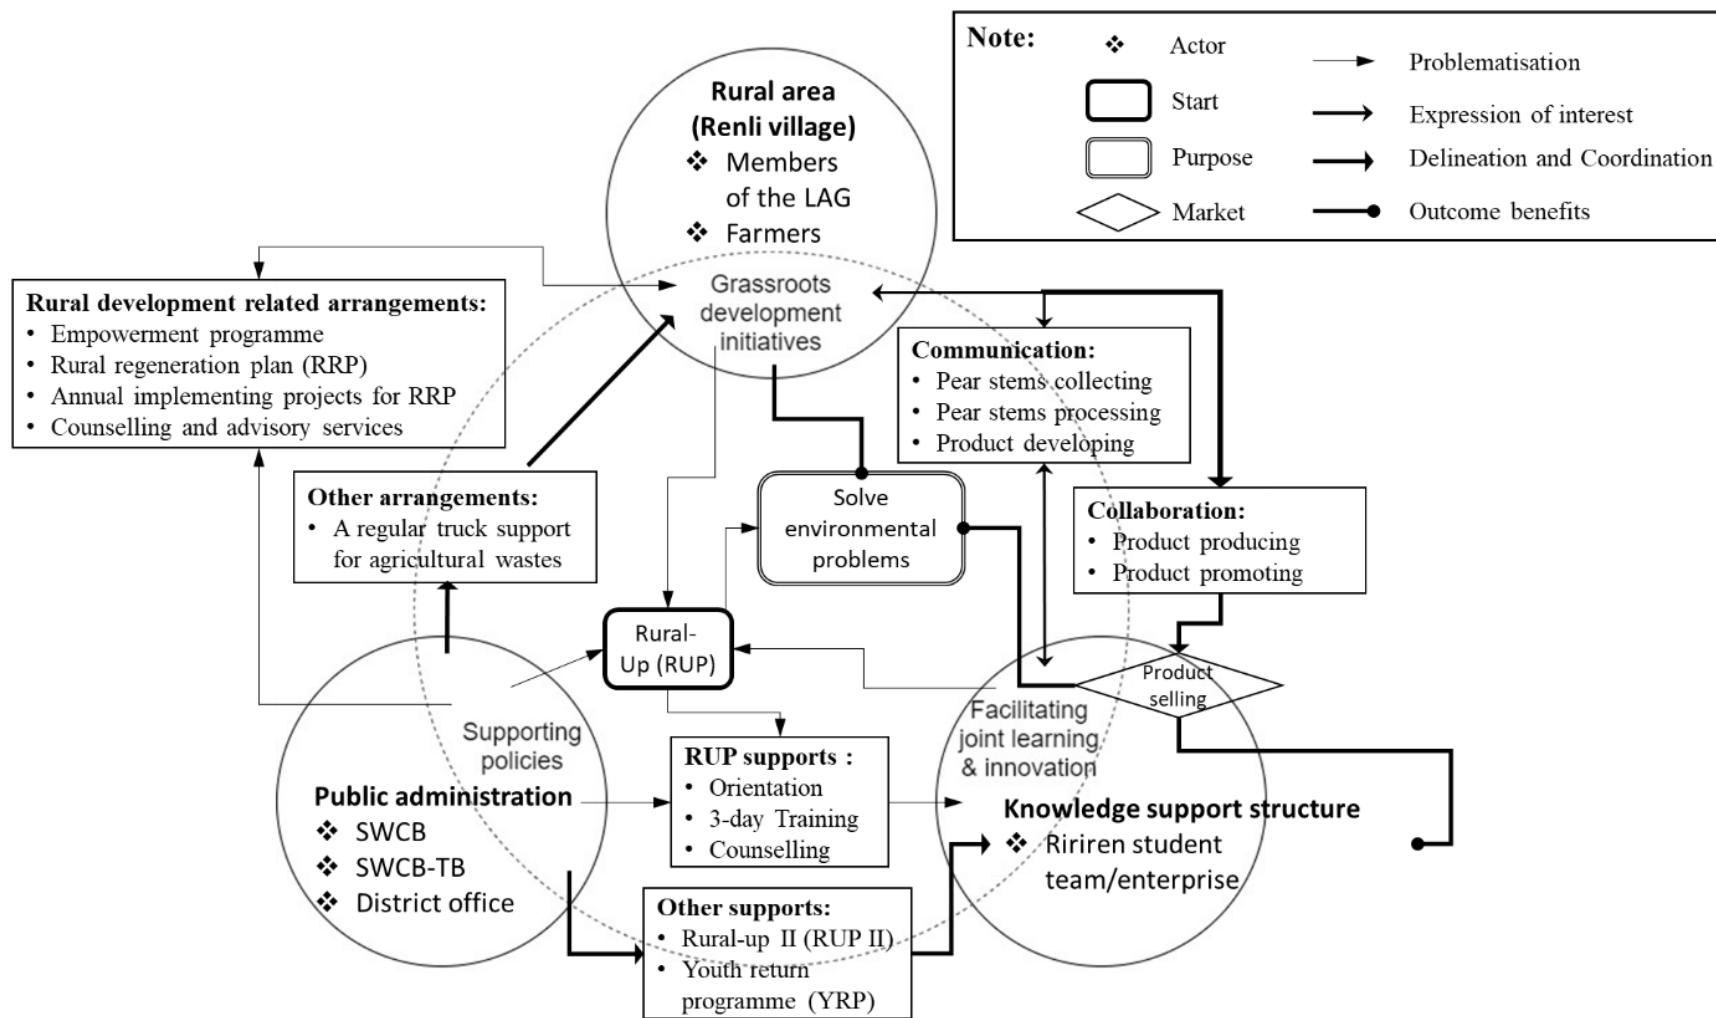 Note:
❖ Actor
Start
Purpose
Market
Problematisation
Expression of interest
Delineation and Coordination
Outcome benefits
Rural area
(Renli village)
❖ Members
of the LAG
❖ Farmers
Grassroots
development
initiatives
Rural development related arrangements:
• Empowerment programme
• Rural regeneration plan (RRP)
• Annual implementing projects for RRP
• Counselling and advisory services
Communication:
• Pear stems collecting
• Pear stems processing
• Product developing
Other arrangements:
• A regular truck support
for agricultural wastes
Solve
environmental
problems
Collaboration:
• Product producing
• Product promoting
Rural-
Up (RUP)
Product
selling
Supporting
policies
Public administration
❖ SWCB
❖ SWCB-TB
❖ District office
RUP supports :
• Orientation
• 3-day Training
• Counselling
Facilitating
joint learning
& innovation
Knowledge support structure
❖ Ririren student
team/enterprise
Other supports:
• Rural-up II (RUP II)
• Youth return
programme (YRP)